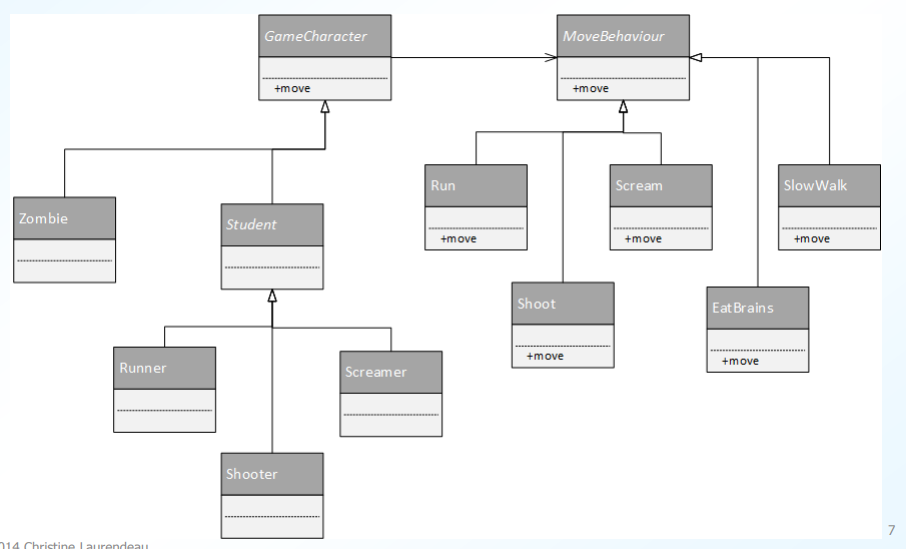 GameCharacter
+move
MoveBehaviour
+move
Zombie
Student
Runner
Screamer
Shooter
Run
+move
Scream
+move
SlowWalk
+move
Shoot
+move
EatBrains
+move
7
014 Christine Laurendeau